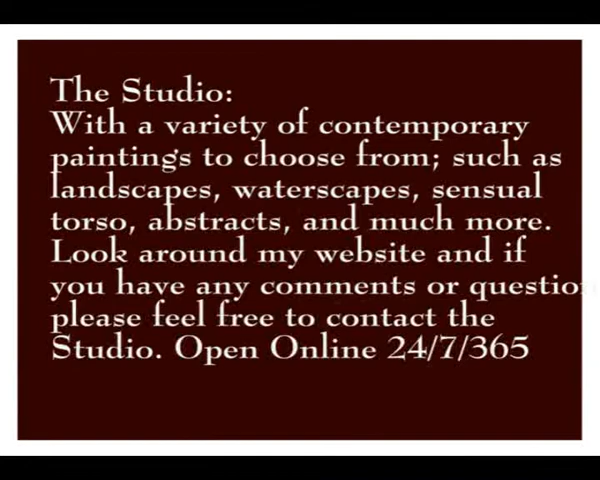 The Studio:
With a variety of contemporary
paintings to choose from; such as
landscapes, waterscapes, sensual
torso, abstracts, and much more.
Look around my website and if
you have any comments or question
please feel free to contact the
Studio. Open Online 24/7/365